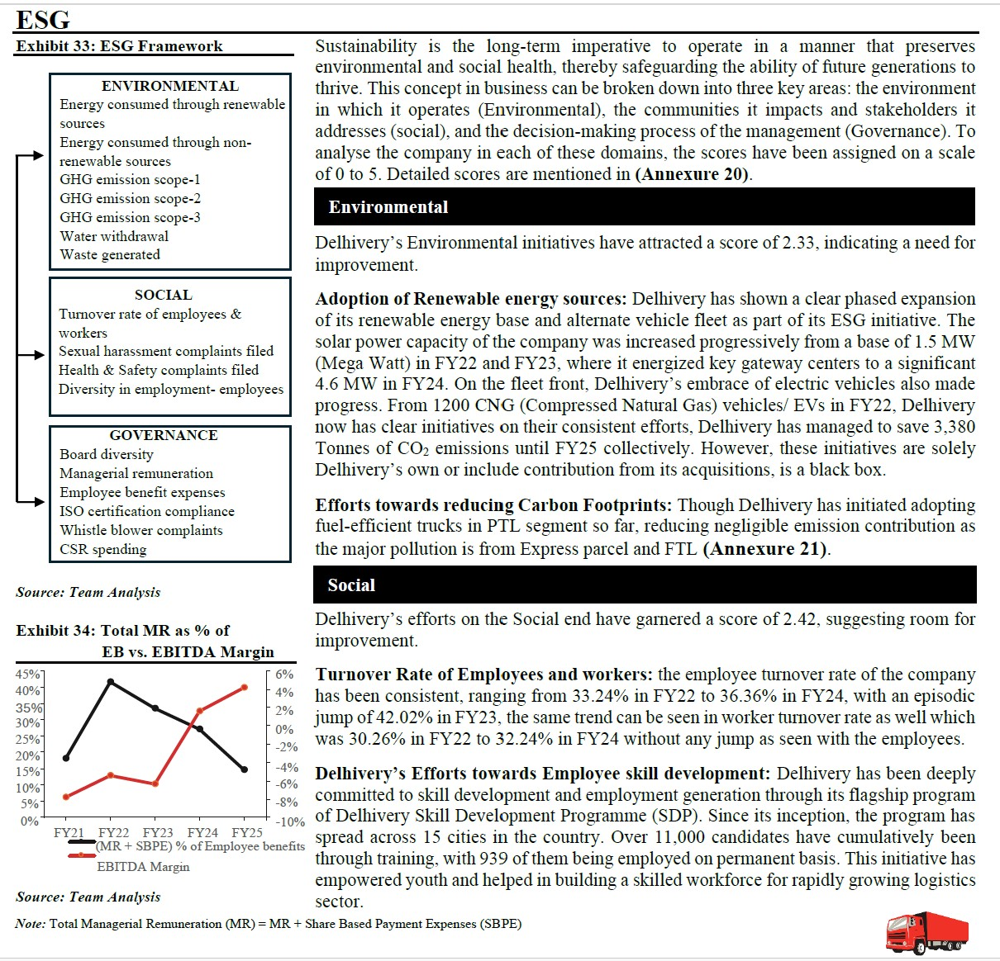 ESG
Exhibit 33: ESG Framework
ENVIRONMENTAL
Energy consumed through renewable
sources
Energy consumed through non-
renewable sources
GHG emission scope-1
GHG emission scope-2
GHG emission scope-3
Water withdrawal
Waste generated
SOCIAL
Turnover rate of employees &
workers
Sexual harassment complaints filed
Health & Safety complaints filed
Diversity in employment- employees
GOVERNANCE
Board diversity
Managerial remuneration
Employee benefit expenses
ISO certification compliance
Whistle blower complaints
CSR spending
Source: Team Analysis
Exhibit 34: Total MR as % of
EB vs. EBITDA Margin
45%
40%
35%
30%
25%
20%
15%
10%
5%
0%
6%
4%
2%
0%
-2%
-4%
-6%
-8%
-10%
FY21 FY22 FY23 FY24 FY25
(MR + SBPE) % of Employee benefits
EBITDA Margin
Source: Team Analysis
Sustainability is the long-term imperative to operate in a manner that preserves
environmental and social health, thereby safeguarding the ability of future generations to
thrive. This concept in business can be broken down into three key areas: the environment
in which it operates (Environmental), the communities it impacts and stakeholders it
addresses (social), and the decision-making process of the management (Governance). To
analyse the company in each of these domains, the scores have been assigned on a scale
of 0 to 5. Detailed scores are mentioned in (Annexure 20).
Environmental
Delhivery’s Environmental initiatives have attracted a score of 2.33, indicating a need for
improvement.
Adoption of Renewable energy sources: Delhivery has shown a clear phased expansion
of its renewable energy base and alternate vehicle fleet as part of its ESG initiative. The
solar power capacity of the company was increased progressively from a base of 1.5 MW
(Mega Watt) in FY22 and FY23, where it energized key gateway centers to a significant
4.6 MW in FY24. On the fleet front, Delhivery’s embrace of electric vehicles also made
progress. From 1200 CNG (Compressed Natural Gas) vehicles/ EVs in FY22, Delhivery
now has clear initiatives on their consistent efforts, Delhivery has managed to save 3,380
Tonnes of CO₂ emissions until FY25 collectively. However, these initiatives are solely
Delhivery’s own or include contribution from its acquisitions, is a black box.
Efforts towards reducing Carbon Footprints: Though Delhivery has initiated adopting
fuel-efficient trucks in PTL segment so far, reducing negligible emission contribution as
the major pollution is from Express parcel and FTL (Annexure 21).
Social
Delhivery’s efforts on the Social end have garnered a score of 2.42, suggesting room for
improvement.
Turnover Rate of Employees and workers: the employee turnover rate of the company
has been consistent, ranging from 33.24% in FY22 to 36.36% in FY24, with an episodic
jump of 42.02% in FY23, the same trend can be seen in worker turnover rate as well which
was 30.26% in FY22 to 32.24% in FY24 without any jump as seen with the employees.
Delhivery’s Efforts towards Employee skill development: Delhivery has been deeply
committed to skill development and employment generation through its flagship program
of Delhivery Skill Development Programme (SDP). Since its inception, the program has
spread across 15 cities in the country. Over 11,000 candidates have cumulatively been
through training, with 939 of them being employed on permanent basis. This initiative has
empowered youth and helped in building a skilled workforce for rapidly growing logistics
sector.
Note: Total Managerial Remuneration (MR) = MR + Share Based Payment Expenses (SBPE)